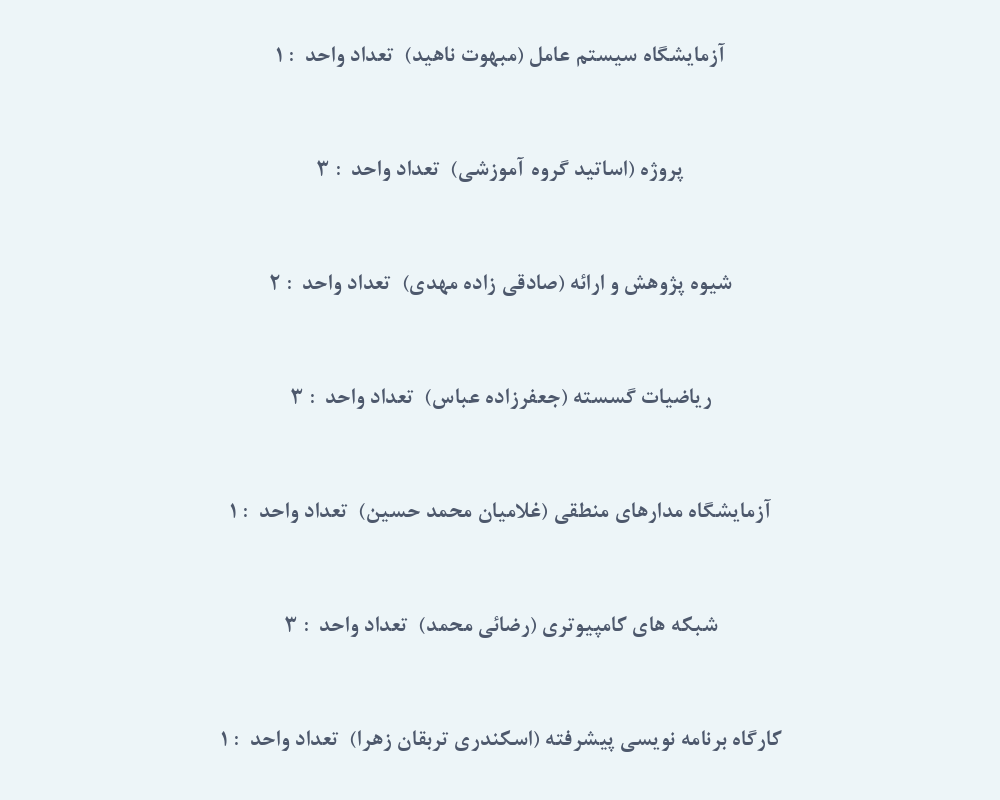 آزمایشگاه سیستم عامل (مبهوت ناهید)  تعداد واحد  : ۱
پروژه (اساتید گروه آموزشی)  تعداد واحد  : ۳
شیوه پژوهش و ارائه (صادقی زاده مهدی)  تعداد واحد  : ۲
ریاضیات گسسته (جعفرزاده عباس)  تعداد واحد  : ۳
آزمایشگاه مدارهای منطقی (غلامیان محمد حسین)  تعداد واحد  : ۱
شبکه های کامپیوتری (رضائی محمد)  تعداد واحد  : ۳
کارگاه برنامه نویسی پیشرفته (اسکندری تربقان زهرا)  تعداد واحد  : ۱